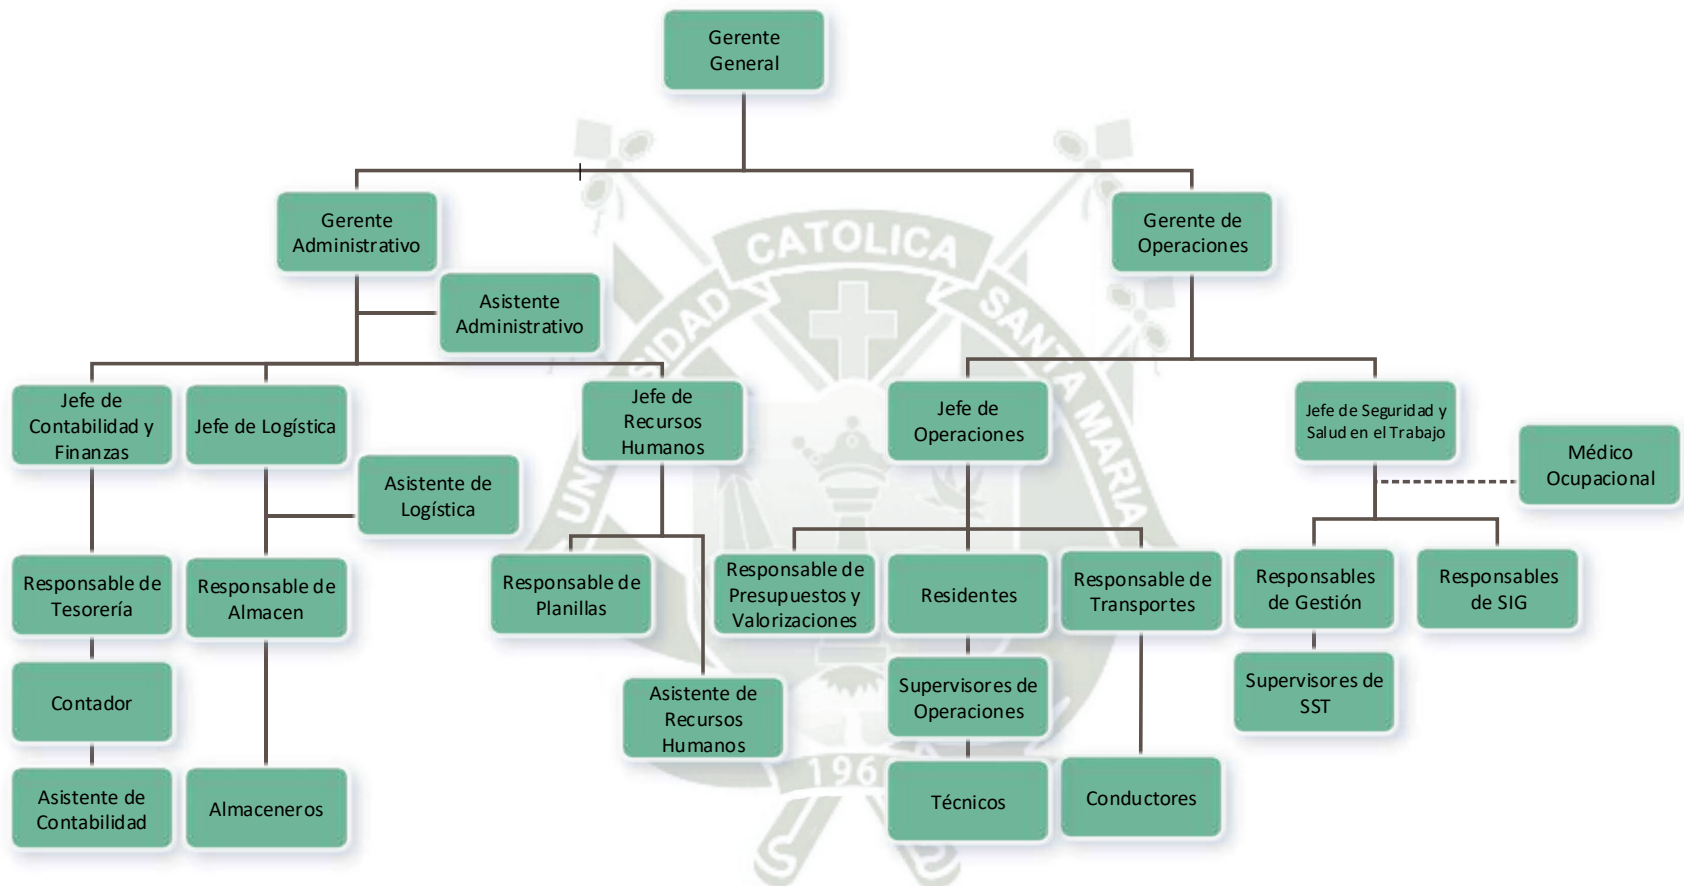 Gerente
General
Gerente
Administrativo
Gerente de
Operaciones
Asistente
Administrativo
Jefe de
Contabilidad y
Finanzas
Jefe de Logística
Jefe de
Recursos
Humanos
Jefe de
Operaciones
Jefe de Seguridad y
Salud en el Trabajo
Médico
Ocupacional
Asistente de
Logística
Responsable de
Tesorería
Responsable de
Almacen
Responsable de
Planillas
Responsable de
Presupuestos y
Valorizaciones
Residentes
Responsable de
Transportes
Responsables
de Gestión
Responsables
de SIG
Contador
Asistente de
Recursos
Humanos
Supervisores de
Operaciones
Supervisores de
SST
Asistente de
Contabilidad
Almaceneros
Técnicos
Conductores
CATOLICA
SANTA MARIA